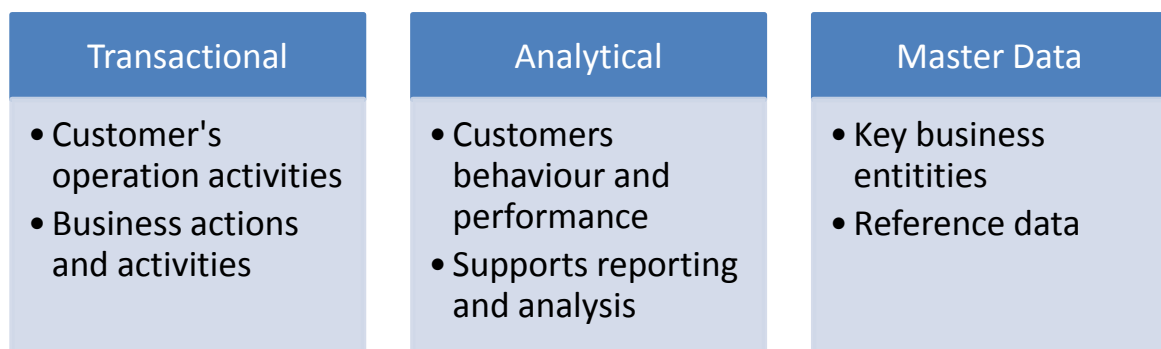 Transactional
• Customer's
operation activities
• Business actions
and activities
Analytical
• Customers
behaviour and
performance
• Supports reporting
and analysis
Master Data
• Key business
entitities
• Reference data